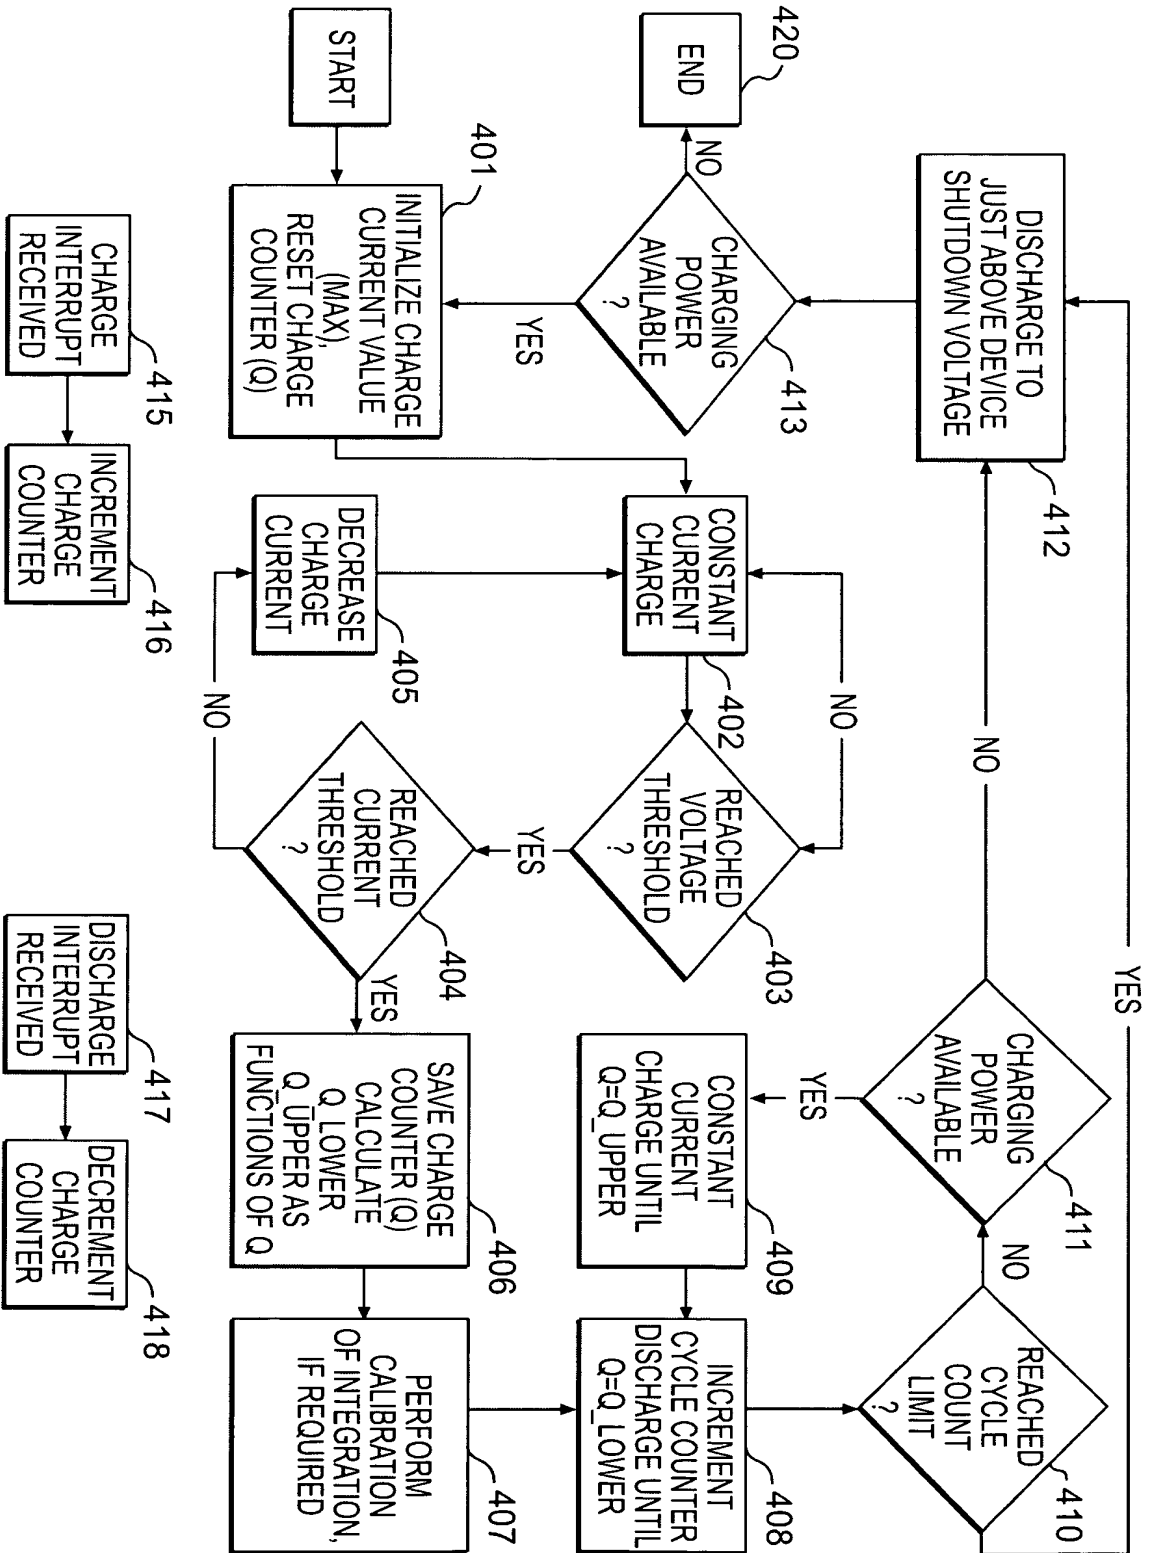 START
401
INITIALIZE CHARGE
CURRENT VALUE
(MAX),
RESET CHARGE
COUNTER (Q)
420
END
NO
CHARGING
POWER
AVAILABLE
?
413
YES
DISCHARGE TO
JUST ABOVE DEVICE
SHUTDOWN VOLTAGE
412
CONSTANT
CURRENT
CHARGE
402
NO
REACHED
VOLTAGE
THRESHOLD
?
403
YES
DECREASE
CHARGE
CURRENT
405
NO
REACHED
CURRENT
THRESHOLD
?
404
YES
SAVE CHARGE
COUNTER (Q)
CALCULATE
Q_LOWER
Q_UPPER AS
FUNCTIONS OF Q
406
PERFORM
CALIBRATION
OF INTEGRATION,
IF REQUIRED
407
INCREMENT
CYCLE COUNTER
DISCHARGE UNTIL
Q=Q_LOWER
408
CONSTANT
CURRENT
CHARGE UNTIL
Q=Q_UPPER
409
YES
CHARGING
POWER
AVAILABLE
?
411
NO
NO
REACHED
CYCLE
COUNT
LIMIT
?
410
YES
CHARGE
INTERRUPT
RECEIVED
415
INCREMENT
CHARGE
COUNTER
416
DISCHARGE
INTERRUPT
RECEIVED
417
DECREMENT
CHARGE
COUNTER
418